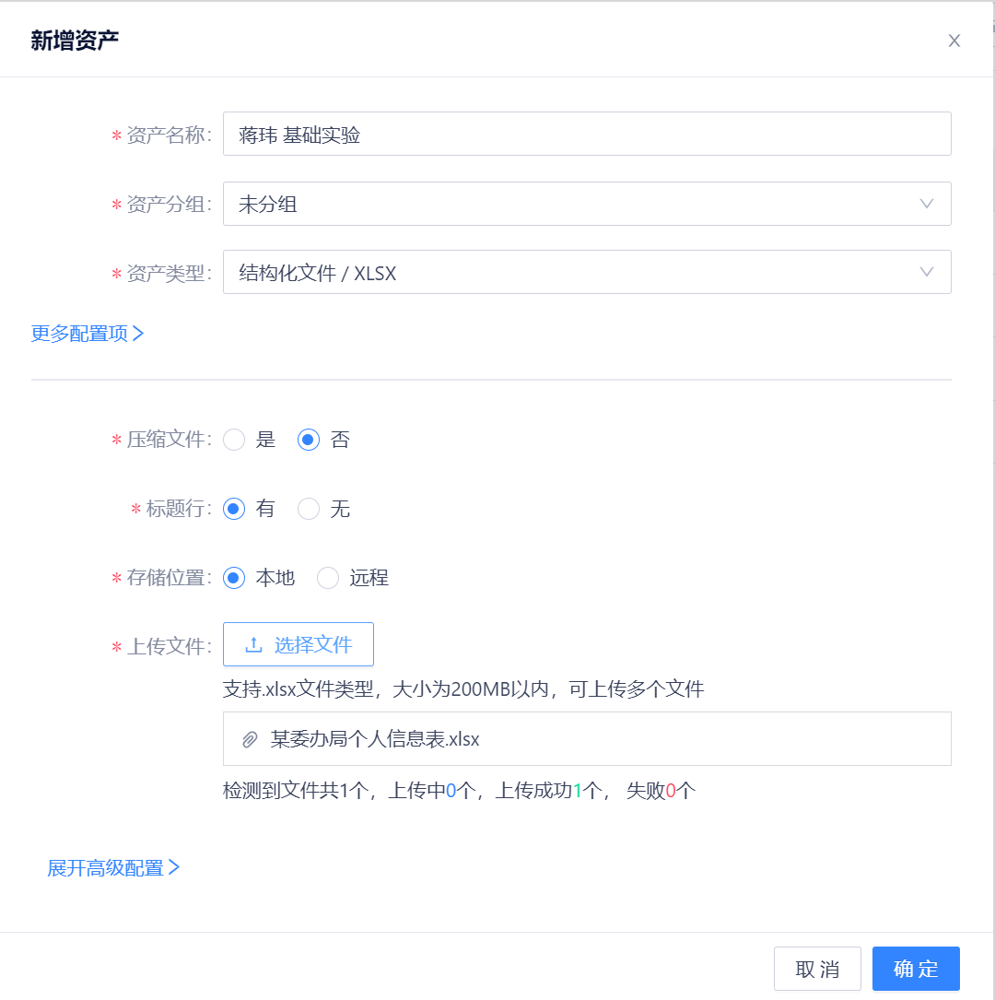 新增资产
* 资产名称: 蒋玮 基础实验
* 资产分组: 未分组
* 资产类型: 结构化文件 / XLSX
更多配置项
* 压缩文件: 是 否
* 标题行: 有 无
* 存储位置: 本地 远程
* 上传文件: 选择文件
支持.xlsx文件类型，大小为200MB以内，可上传多个文件
某委办局个人信息表.xlsx
检测到文件共1个，上传中0个，上传成功1个， 失败0个
展开高级配置
取 消 确 定